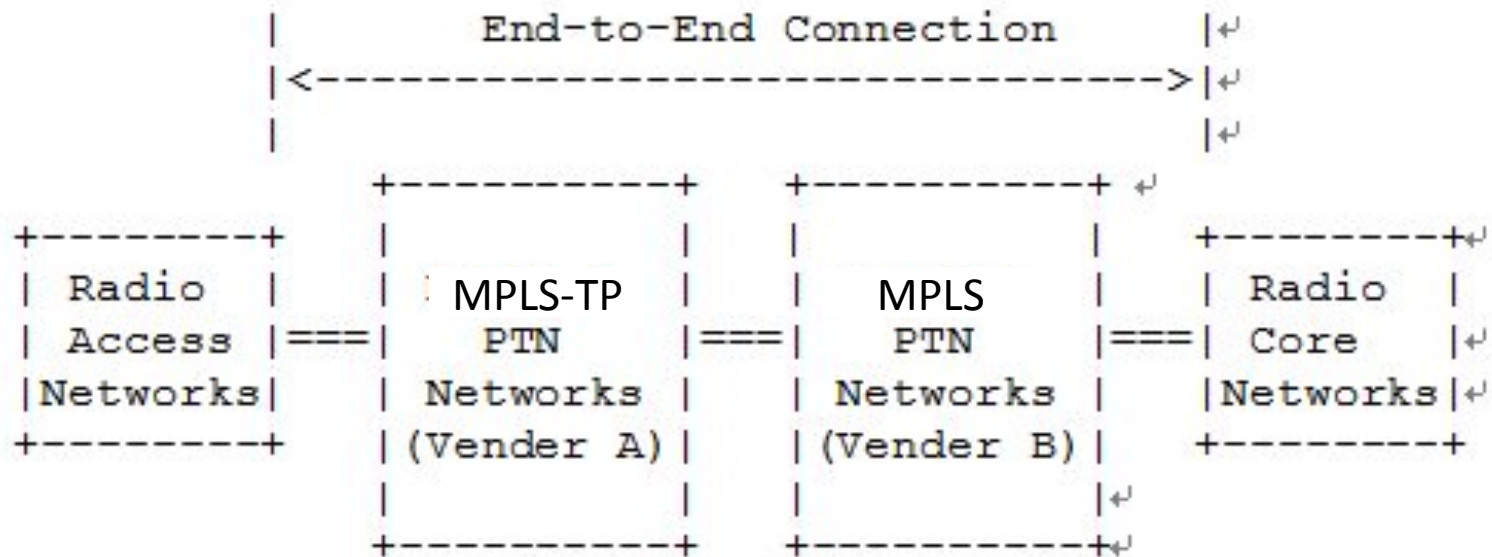 |            End-to-End Connection        |↵
|<--------------------------------->|↵
|                                         |↵
+-----------+   +-----------+ ↵
+---------+   |           |   |           |   +---------+↵
| Radio   |   | MPLS-TP   |   | MPLS      |   | Radio   |
| Access  |===| PTN       |===| PTN       |===| Core    |↵
|Networks|   | Networks  |   | Networks  |   |Networks|↵
+---------+   |(Vender A)|   |(Vender B)|   +---------+
|           |   |           |↵
+-----------+   +-----------+↵